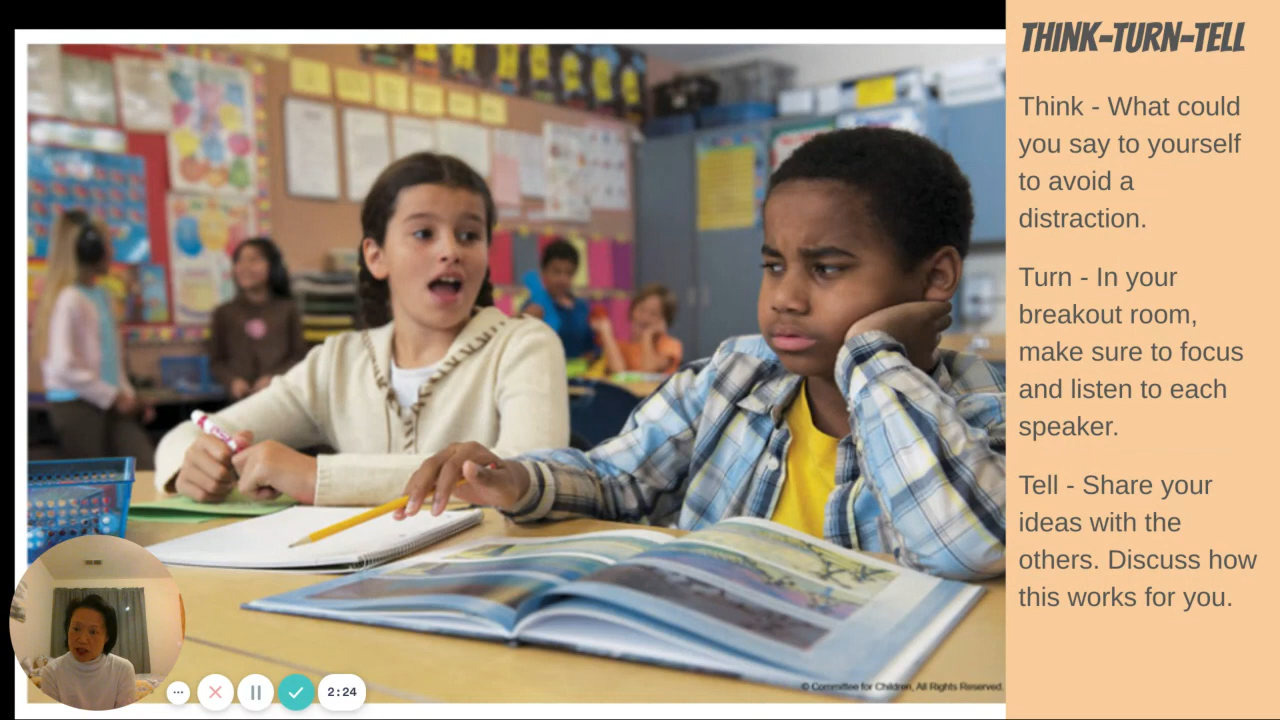 THINK-TURN-TELL
Think - What could
you say to yourself
to avoid a
distraction.
Turn - In your
breakout room,
make sure to focus
and listen to each
speaker.
Tell - Share your
ideas with the
others. Discuss how
this works for you.
© Committee for Children, All Rights Reserved.
2:24